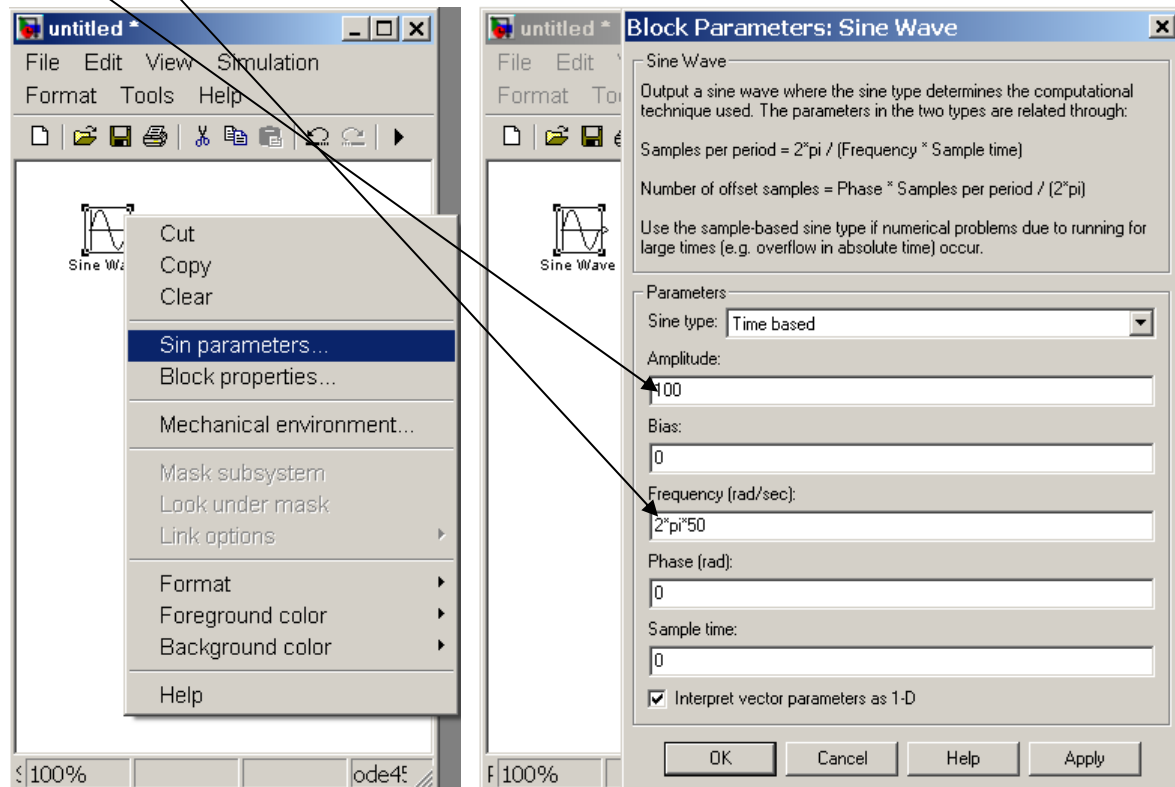 untitled *
File Edit View Simulation
Format Tools Help
Sine
Cut
Copy
Clear
Sin parameters...
Block properties...
Mechanical environment...
Mask subsystem
Look under mask
Link options
Format
Foreground color
Background color
Help
100%
untitled *
File Edit
Format
Sine Wave
100%
Block Parameters: Sine Wave
Sine Wave
Output a sine wave where the sine type determines the computational
technique used. The parameters in the two types are related through:
Samples per period = 2*pi / (Frequency * Sample time)
Number of offset samples = Phase * Samples per period / (2*pi)
Use the sample-based sine type if numerical problems due to running for
large times (e.g. overflow in absolute time) occur.
Parameters
Sine type: Time based
Amplitude:
100
Bias:
0
Frequency (rad/sec):
2*pi*50
Phase (rad):
0
Sample time:
0
Interpret vector parameters as 1-D
OK Cancel Help Apply